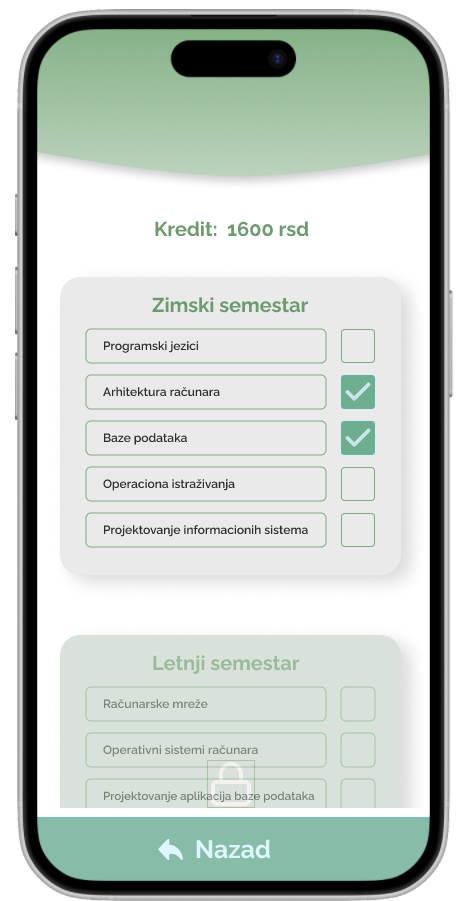 Kredit: 1600 rsd
Zimski semestar
Programski jezici
Arhitektura računara
Baze podataka
Operaciona istraživanja
Projektovanje informacionih sistema
Letnji semestar
Računarske mreže
Operativni sistemi računara
Projektovanje aplikacija baze podataka
Nazad